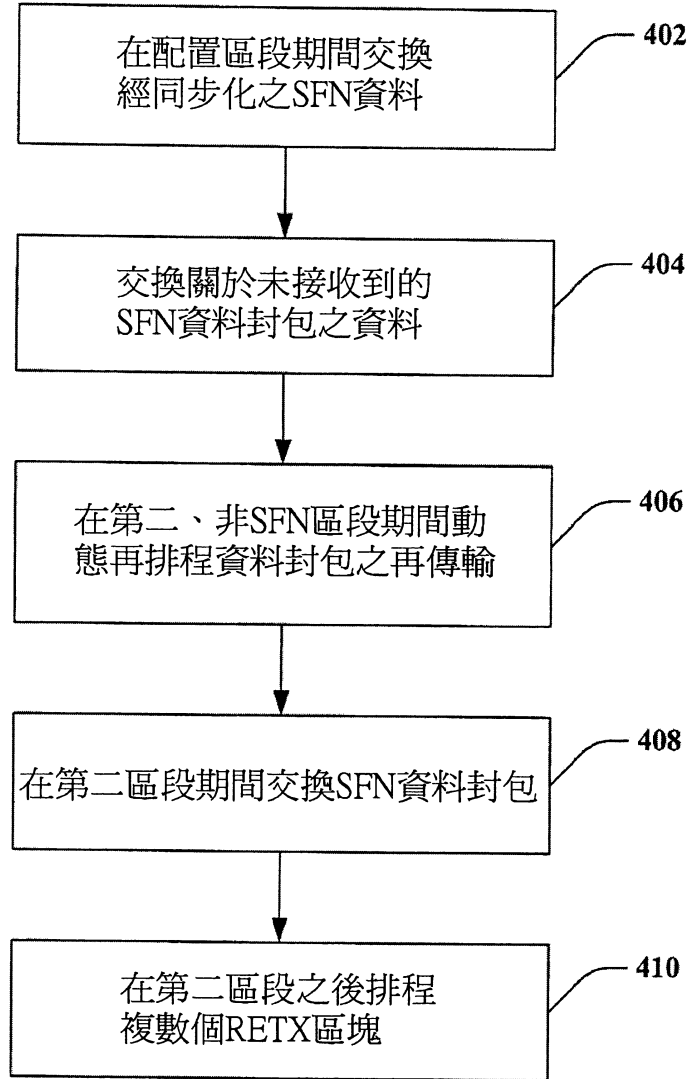 在配置區段期間交換
經同步化之SFN資料
402
交換關於未接收到的
SFN資料封包之資料
404
在第二、非SFN區段期間動
態再排程資料封包之再傳輸
406
在第二區段期間交換SFN資料封包
408
在第二區段之後排程
複數個RETX區塊
410